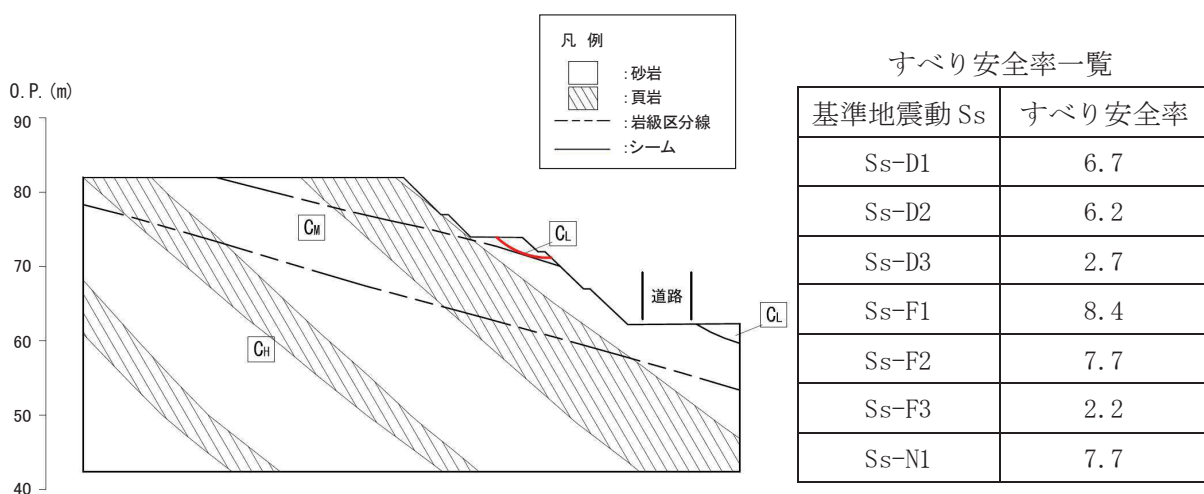 凡 例
:砂岩
:頁岩
:岩級区分線
:シーム
O.P.(m)
90
80
70
60
50
40
CM
CL
CH
道路
CL
すべり安全率一覧
基準地震動 Ss すべり安全率
Ss-D1 6.7
Ss-D2 6.2
Ss-D3 2.7
Ss-F1 8.4
Ss-F2 7.7
Ss-F3 2.2
Ss-N1 7.7